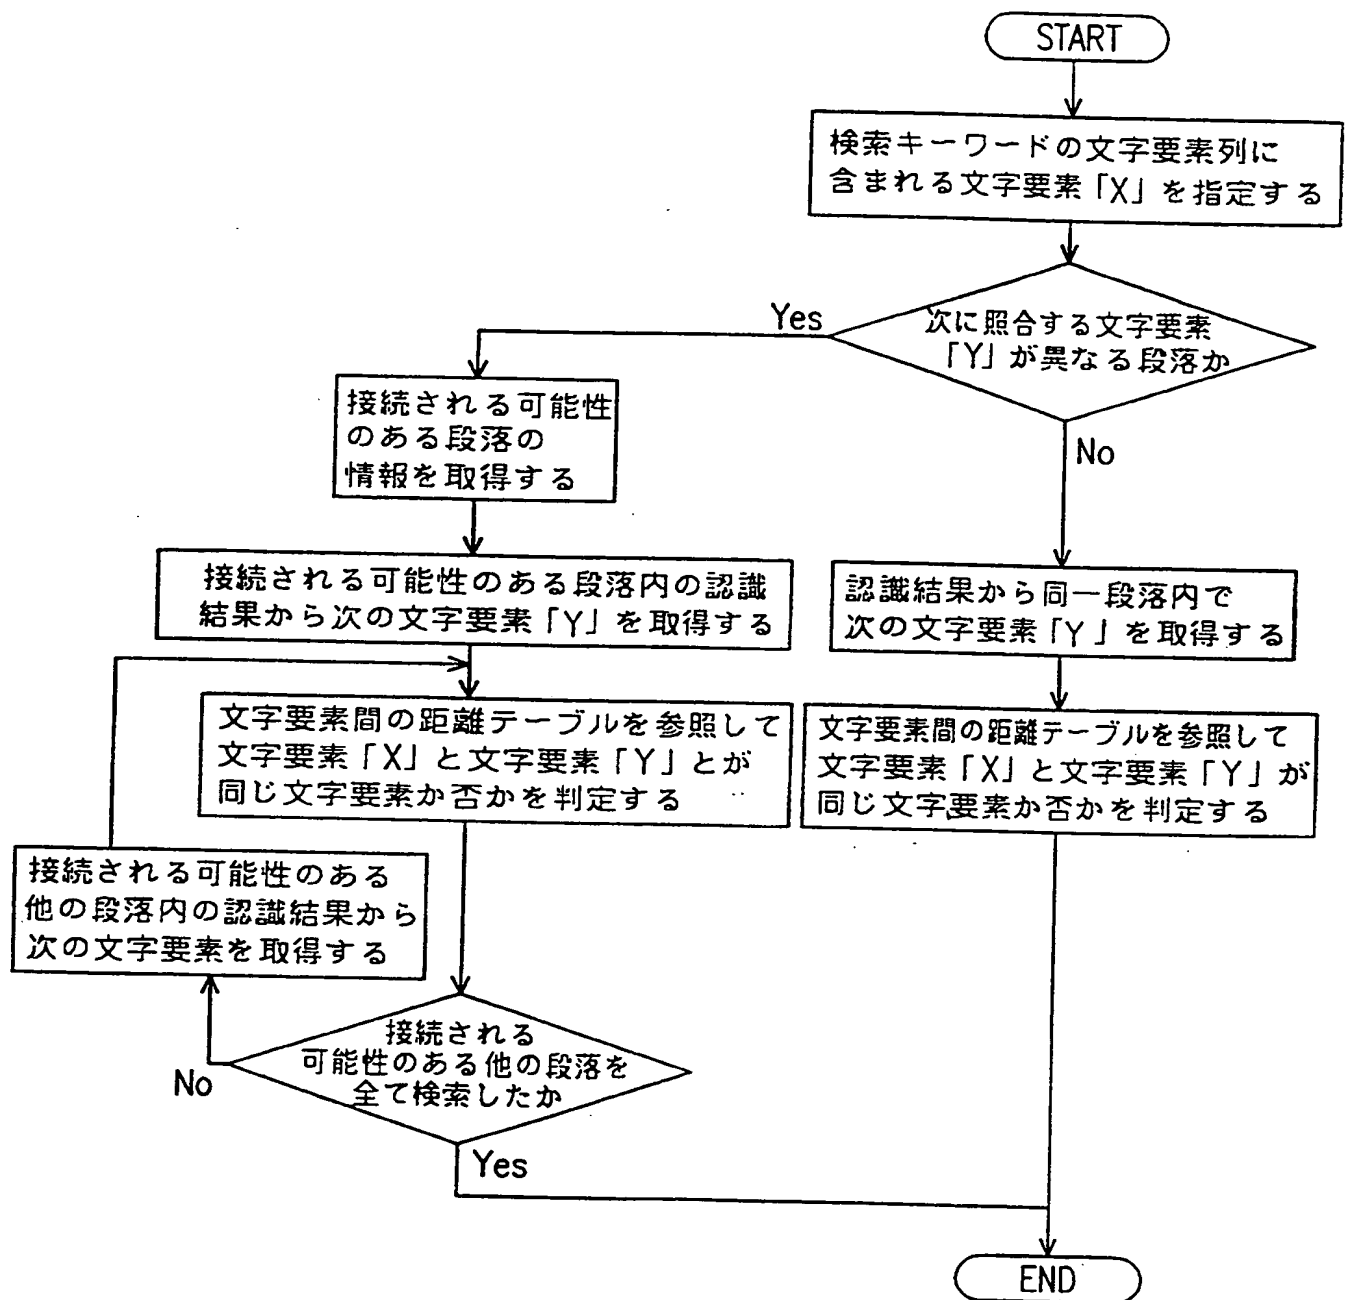 START
検索キーワードの文字要素列に
含まれる文字要素「X」を指定する
次に照合する文字要素
「Y」が異なる段落か
Yes
No
接続される可能性
のある段落の
情報を取得する
接続される可能性のある段落内の認識
結果から次の文字要素「Y」を取得する
認識結果から同一段落内で
次の文字要素「Y」を取得する
文字要素間の距離テーブルを参照して
文字要素「X」と文字要素「Y」とが
同じ文字要素か否かを判定する
文字要素間の距離テーブルを参照して
文字要素「X」と文字要素「Y」が
同じ文字要素か否かを判定する
接続される可能性のある
他の段落内の認識結果から
次の文字要素を取得する
接続される
可能性のある他の段落を
全て検索したか
No
Yes
END